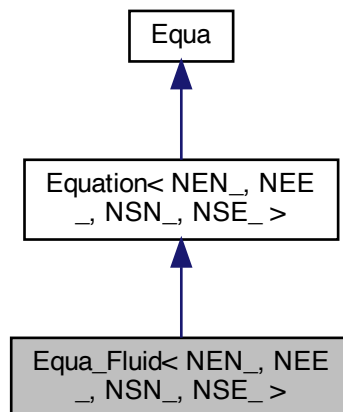 Equa
Equation< NEN_, NEE
_, NSN_, NSE_ >
Equa_Fluid< NEN_, NEE
_, NSN_, NSE_ >